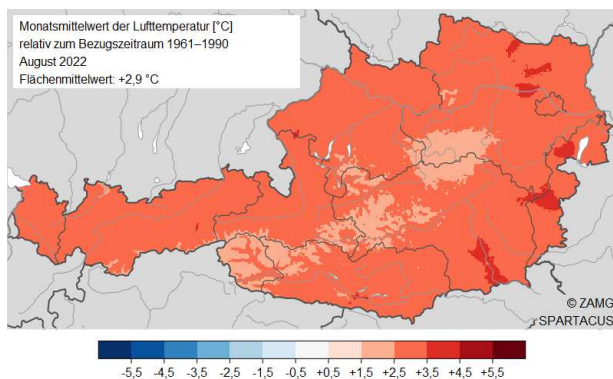 Monatsmittelwert der Lufttemperatur [°C]
relativ zum Bezugszeitraum 1961–1990
August 2022
Flächenmittelwert: +2,9 °C
© ZAMG
SPARTACUS
-5,5 -4,5 -3,5 -2,5 -1,5 -0,5 +0,5 +1,5 +2,5 +3,5 +4,5 +5,5